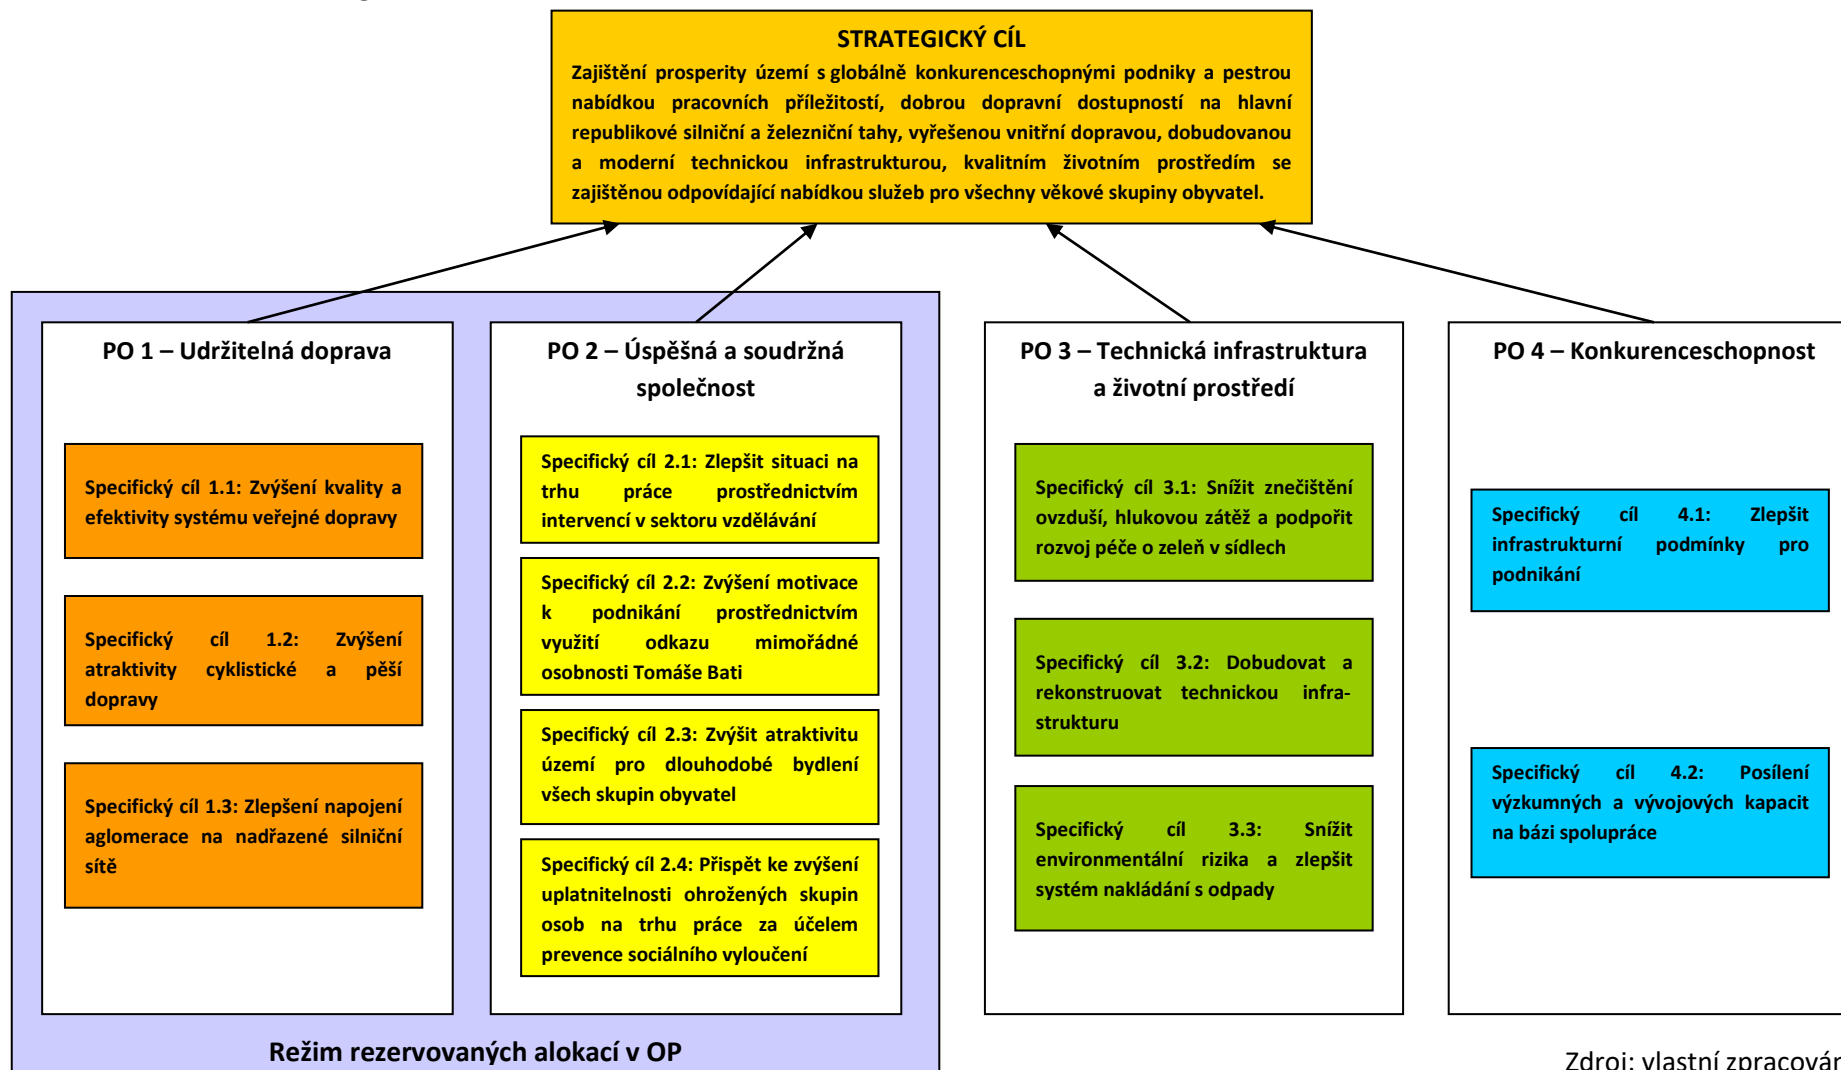 STRATEGICKÝ CÍL
Zajištění prosperity území s globálně konkurenceschopnými podniky a pestrou
nabídkou pracovních příležitostí, dobrou dopravní dostupností na hlavní
republikové silniční a železniční tahy, vyřešenou vnitřní dopravou, dobudovanou
a moderní technickou infrastrukturou, kvalitním životním prostředím se
zajištěnou odpovídající nabídkou služeb pro všechny věkové skupiny obyvatel.
PO 1 – Udržitelná doprava
Specifický cíl 1.1: Zvýšení kvality a
efektivity systému veřejné dopravy
Specifický cíl 1.2: Zvýšení
atraktivity cyklistické a pěší
dopravy
Specifický cíl 1.3: Zlepšení napojení
aglomerace na nadřazené silniční
sítě
PO 2 – Úspěšná a soudržná
společnost
Specifický cíl 2.1: Zlepšit situaci na
trhu práce prostřednictvím
intervencí v sektoru vzdělávání
Specifický cíl 2.2: Zvýšení motivace
k podnikání prostřednictvím
využití odkazu mimořádné
osobnosti Tomáše Bati
Specifický cíl 2.3: Zvýšit atraktivitu
území pro dlouhodobé bydlení
všech skupin obyvatel
Specifický cíl 2.4: Přispět ke zvýšení
uplatnitelnosti ohrožených skupin
osob na trhu práce za účelem
prevence sociálního vyloučení
Režim rezervovaných alokací v OP
PO 3 – Technická infrastruktura
a životní prostředí
Specifický cíl 3.1: Snížit znečištění
ovzduší, hlukovou zátěž a podpořit
rozvoj péče o zeleň v sídlech
Specifický cíl 3.2: Dobudovat a
rekonstruovat technickou infra-
strukturu
Specifický cíl 3.3: Snížit
environmentální rizika a zlepšit
systém nakládání s odpady
PO 4 – Konkurenceschopnost
Specifický cíl 4.1: Zlepšit
infrastrukturní podmínky pro
podnikání
Specifický cíl 4.2: Posílení
výzkumných a vývojových kapacit
na bázi spolupráce
Zdroj: vlastní zpracován